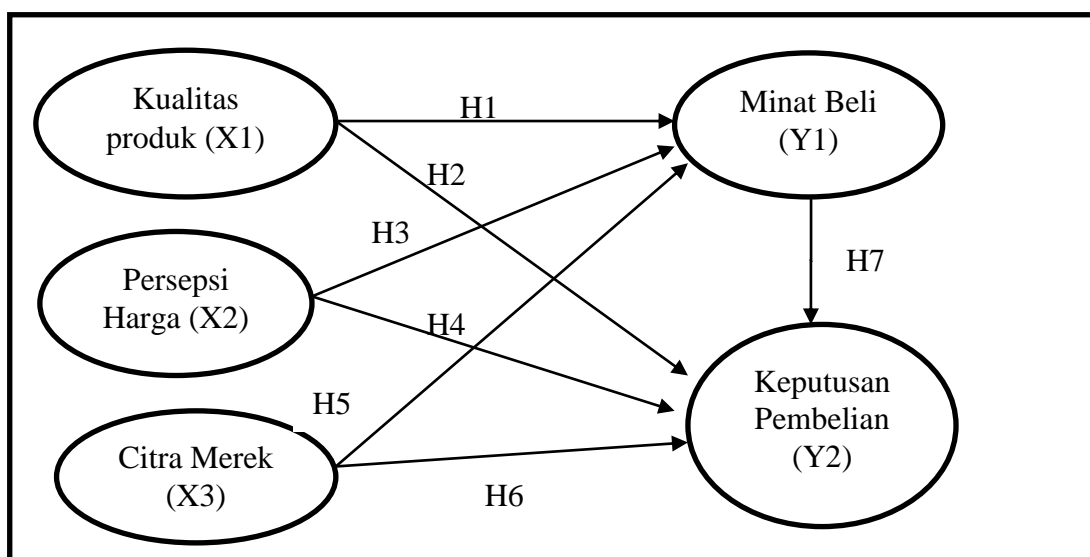 Kualitas
produk (X1)
H1
Minat Beli
(Y1)
H2
H3
Persepsi
Harga (X2)
H4
H7
H5
Keputusan
Pembelian
(Y2)
Citra Merek
(X3)
H6